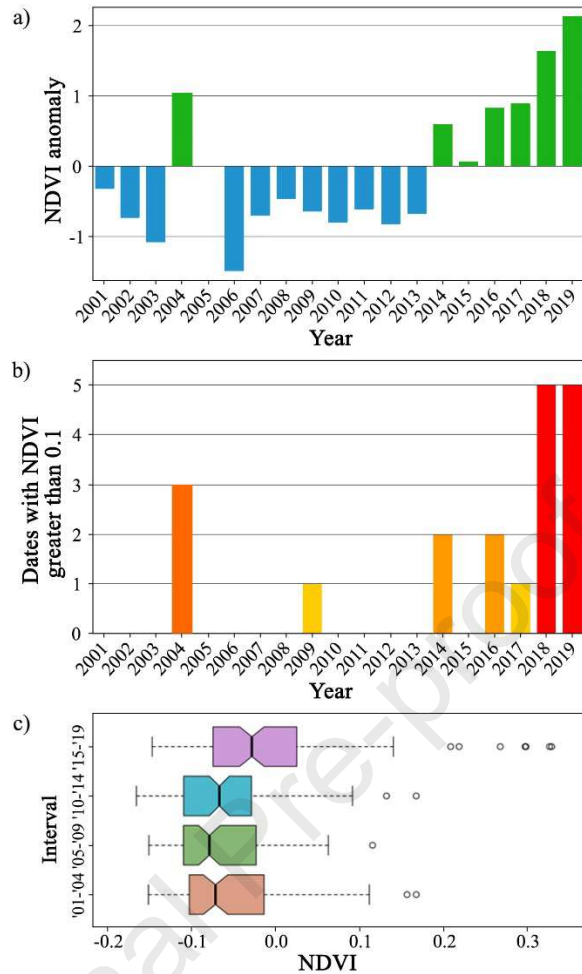 a)
NDVI anomaly
2
1
0
-1
2001 2002 2003 2004 2005 2006 2007 2008 2009 2010 2011 2012 2013 2014 2015 2016 2017 2018 2019
Year
b)
Dates with NDVI
greater than 0.1
5
4
3
2
1
0
2001 2002 2003 2004 2005 2006 2007 2008 2009 2010 2011 2012 2013 2014 2015 2016 2017 2018 2019
Year
c)
Interval
'15-'19
'10-'14
'05-'09
'01-'04
-0.2 -0.1 0.0 0.1 0.2 0.3
NDVI
al Pre-proof